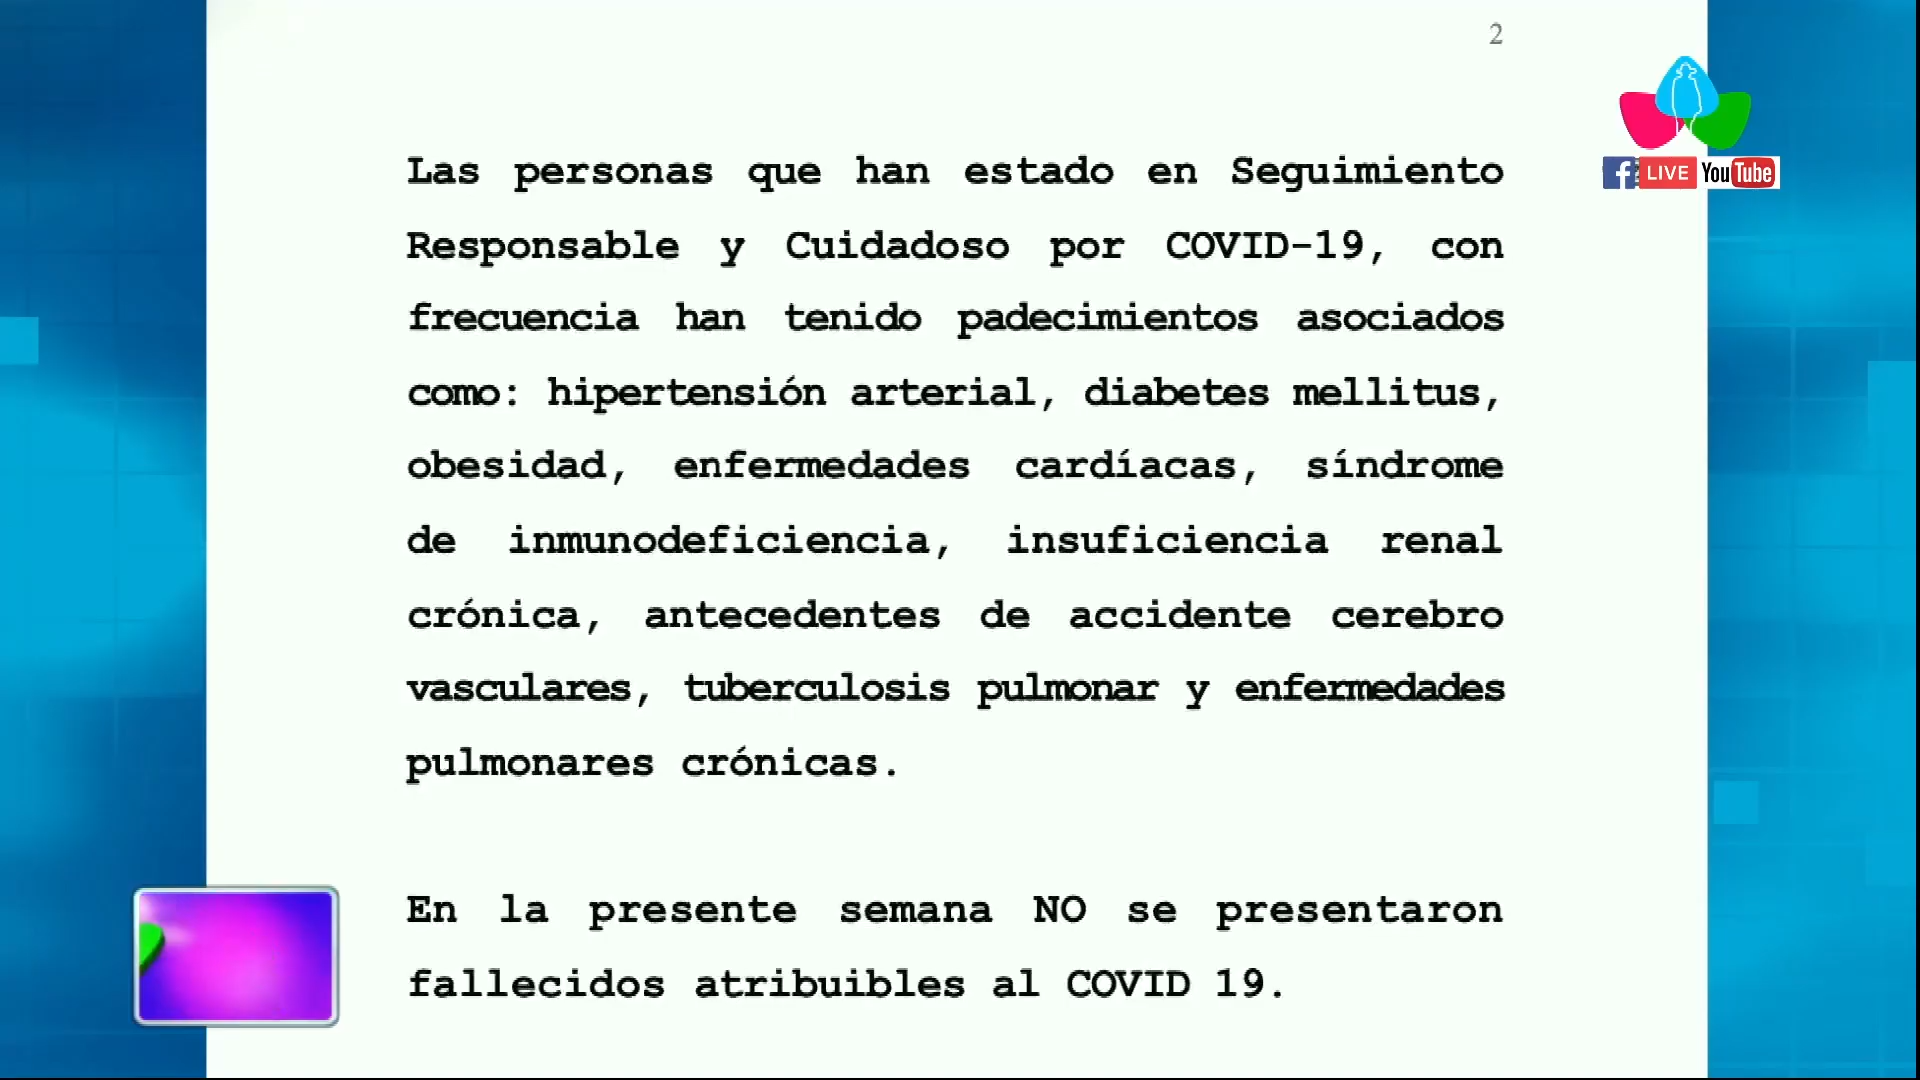 2
Las personas que han estado en Seguimiento
Responsable y Cuidadoso por COVID-19, con
frecuencia han tenido padecimientos asociados
como: hipertensión arterial, diabetes mellitus,
obesidad, enfermedades cardíacas, síndrome
de inmunodeficiencia, insuficiencia renal
crónica, antecedentes de accidente cerebro
vasculares, tuberculosis pulmonar y enfermedades
pulmonares crónicas.
En la presente semana NO se presentaron
fallecidos atribuibles al COVID 19.
f LIVE YouTube